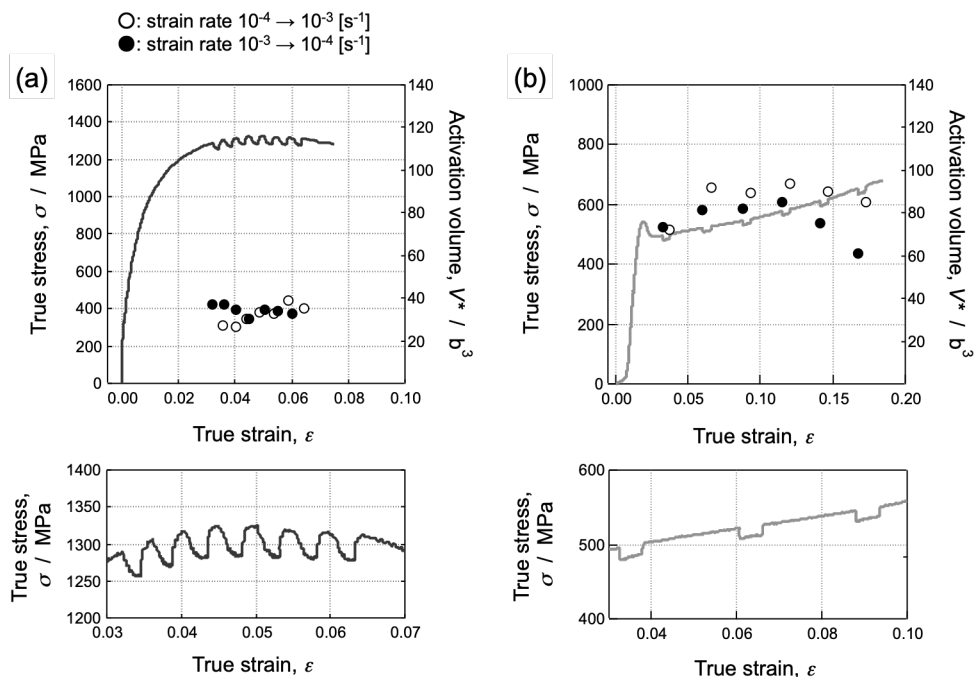 ○: strain rate 10⁻⁴ → 10⁻³ [s⁻¹]
●: strain rate 10⁻³ → 10⁻⁴ [s⁻¹]
(a)
True stress, σ / MPa
1600
1400
1200
1000
800
600
400
200
0
140
120
100
80
60
40
20
Activation volume, V* / b³
0.00 0.02 0.04 0.06 0.08 0.10
True strain, ε
(b)
True stress, σ / MPa
1000
800
600
400
200
0
140
120
100
80
60
40
20
Activation volume, V* / b³
0.00 0.05 0.10 0.15 0.20
True strain, ε
True stress,
σ / MPa
1400
1350
1300
1250
1200
0.03 0.04 0.05 0.06 0.07
True strain, ε
True stress,
σ / MPa
600
500
400
0.04 0.06 0.08 0.10
True strain, ε